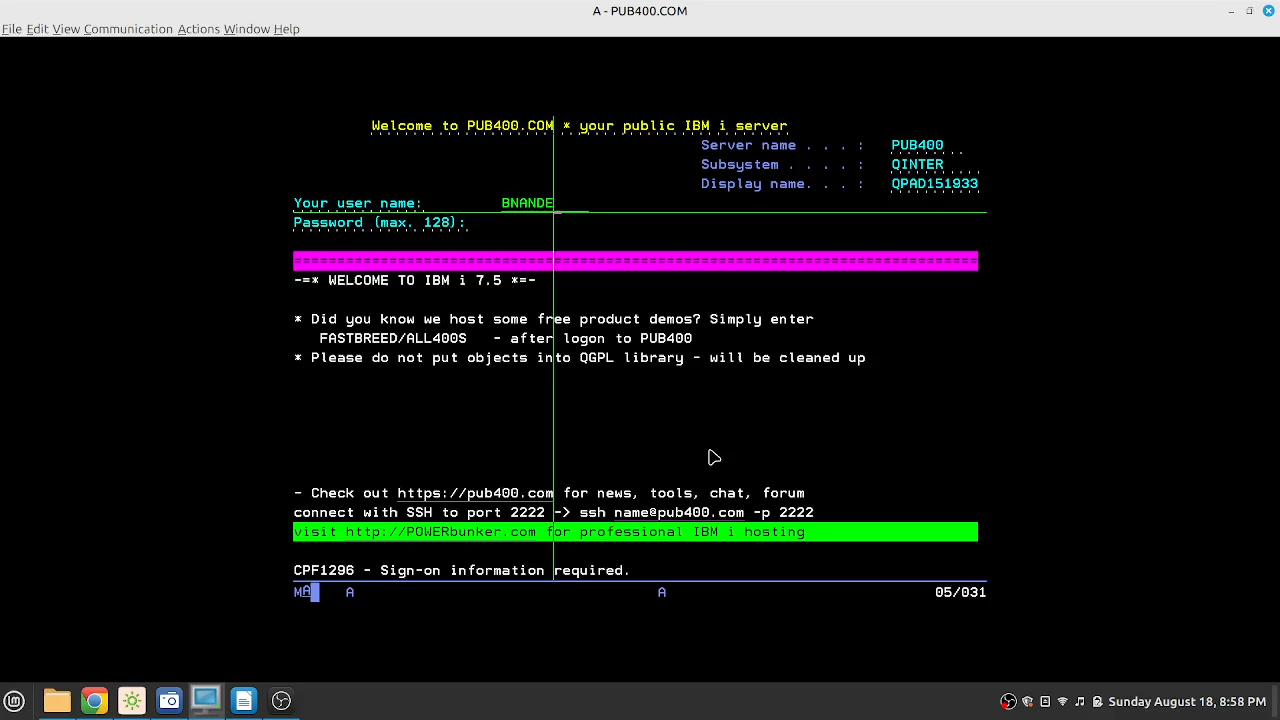 A - PUB400.COM
File Edit View Communication Actions Window Help
Welcome to PUB400.COM * your public IBM i server
Server name . . . : PUB400
Subsystem . . . . : QINTER
Display name. . . : QPAD151933
Your user name: BNANDE
Password (max. 128):
===============================================================================
-=* WELCOME TO IBM i 7.5 *=-
* Did you know we host some free product demos? Simply enter
FASTBREED/ALL400S - after logon to PUB400
* Please do not put objects into QGPL library - will be cleaned up
- Check out https://pub400.com for news, tools, chat, forum
connect with SSH to port 2222 -> ssh name@pub400.com -p 2222
visit http://POWERbunker.com for professional IBM i hosting
CPF1296 - Sign-on information required.
MA A A 05/031
Sunday August 18, 8:58 PM